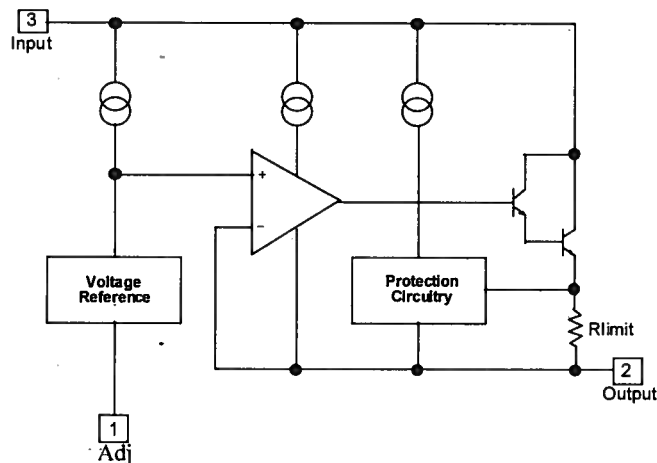 3
Input
+
−
Voltage
Reference
Protection
Circuitry
Rlimit
2
Output
1
Adj